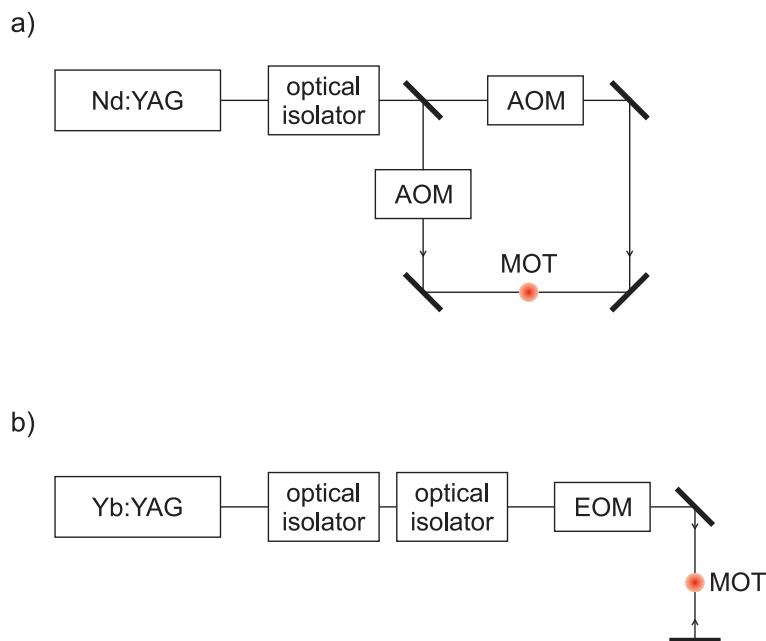 a)
Nd:YAG
optical
isolator
AOM
AOM
MOT
b)
Yb:YAG
optical
isolator
optical
isolator
EOM
MOT